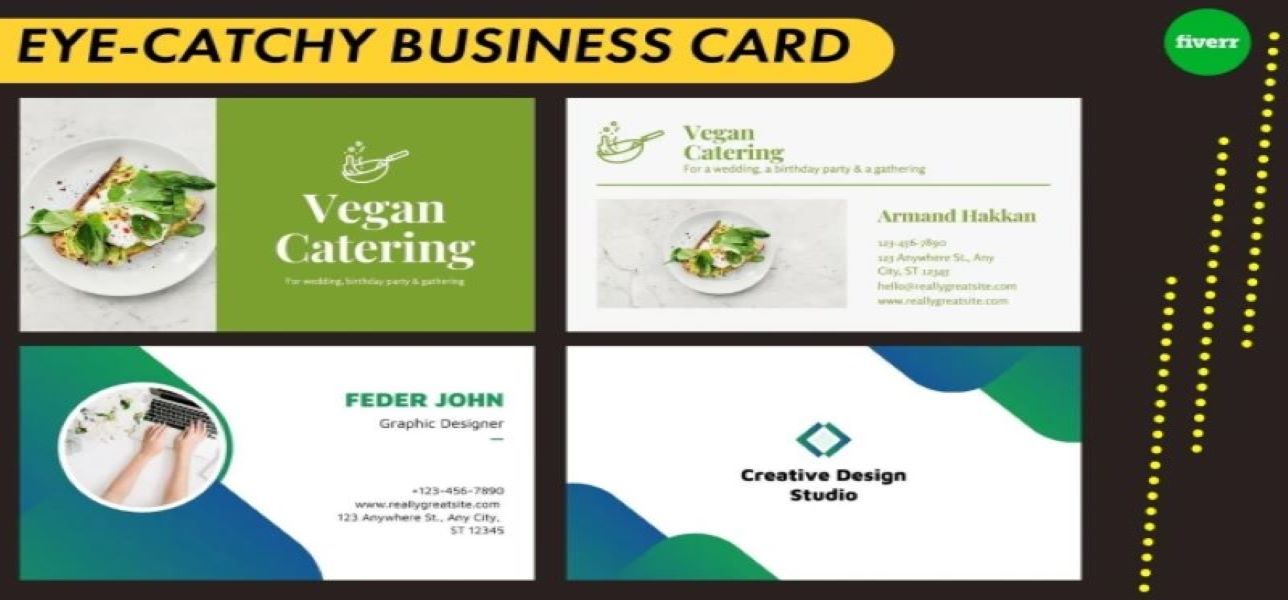 EYE-CATCHY BUSINESS CARD
fiverr
Vegan
Catering
For wedding, birthday party & gathering
Vegan
Catering
For a wedding, a birthday party & a gathering
Armand Hakkan
123-456-7890
123 Anywhere St., Any
City, ST 12345
hello@reallygreatsite.com
www.reallygreatsite.com
FEDER JOHN
Graphic Designer
+123-456-7890
www.reallygreatsite.com
123 Anywhere St., Any City,
ST 12345
Creative Design
Studio